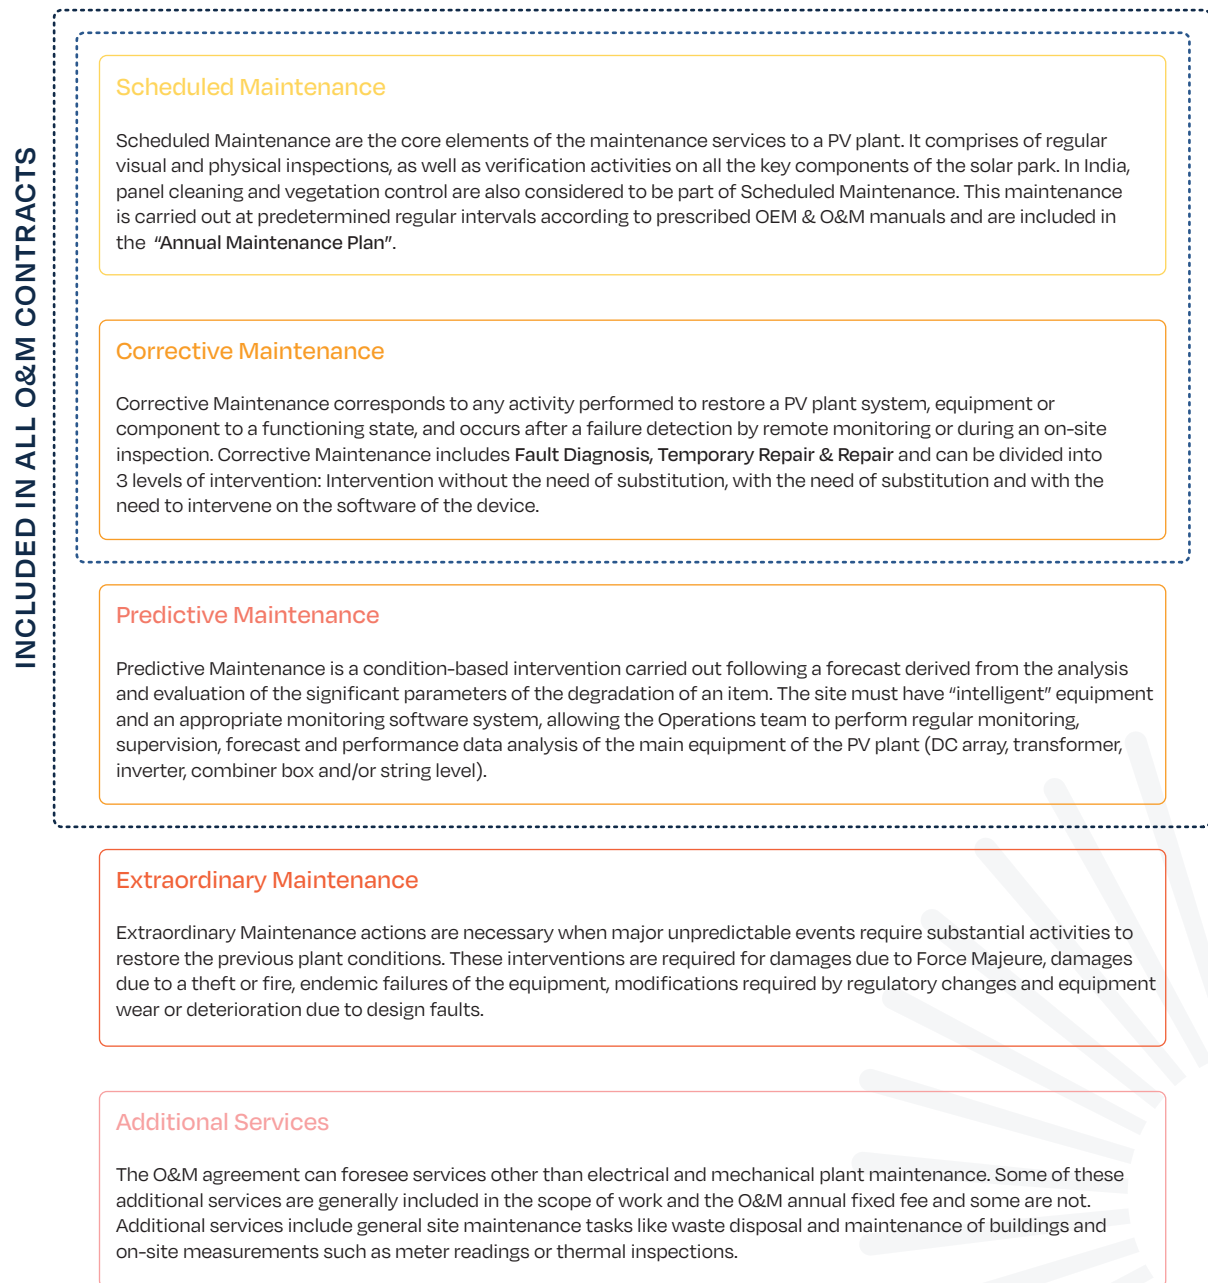 INCLUDED IN ALL O&M CONTRACTS
Scheduled Maintenance
Scheduled Maintenance are the core elements of the maintenance services to a PV plant. It comprises of regular
visual and physical inspections, as well as verification activities on all the key components of the solar park. In India,
panel cleaning and vegetation control are also considered to be part of Scheduled Maintenance. This maintenance
is carried out at predetermined regular intervals according to prescribed OEM & O&M manuals and are included in
the “Annual Maintenance Plan”.
Corrective Maintenance
Corrective Maintenance corresponds to any activity performed to restore a PV plant system, equipment or
component to a functioning state, and occurs after a failure detection by remote monitoring or during an on-site
inspection. Corrective Maintenance includes Fault Diagnosis, Temporary Repair & Repair and can be divided into
3 levels of intervention: Intervention without the need of substitution, with the need of substitution and with the
need to intervene on the software of the device.
Predictive Maintenance
Predictive Maintenance is a condition-based intervention carried out following a forecast derived from the analysis
and evaluation of the significant parameters of the degradation of an item. The site must have “intelligent” equipment
and an appropriate monitoring software system, allowing the Operations team to perform regular monitoring,
supervision, forecast and performance data analysis of the main equipment of the PV plant (DC array, transformer,
inverter, combiner box and/or string level).
Extraordinary Maintenance
Extraordinary Maintenance actions are necessary when major unpredictable events require substantial activities to
restore the previous plant conditions. These interventions are required for damages due to Force Majeure, damages
due to a theft or fire, endemic failures of the equipment, modifications required by regulatory changes and equipment
wear or deterioration due to design faults.
Additional Services
The O&M agreement can foresee services other than electrical and mechanical plant maintenance. Some of these
additional services are generally included in the scope of work and the O&M annual fixed fee and some are not.
Additional services include general site maintenance tasks like waste disposal and maintenance of buildings and
on-site measurements such as meter readings or thermal inspections.